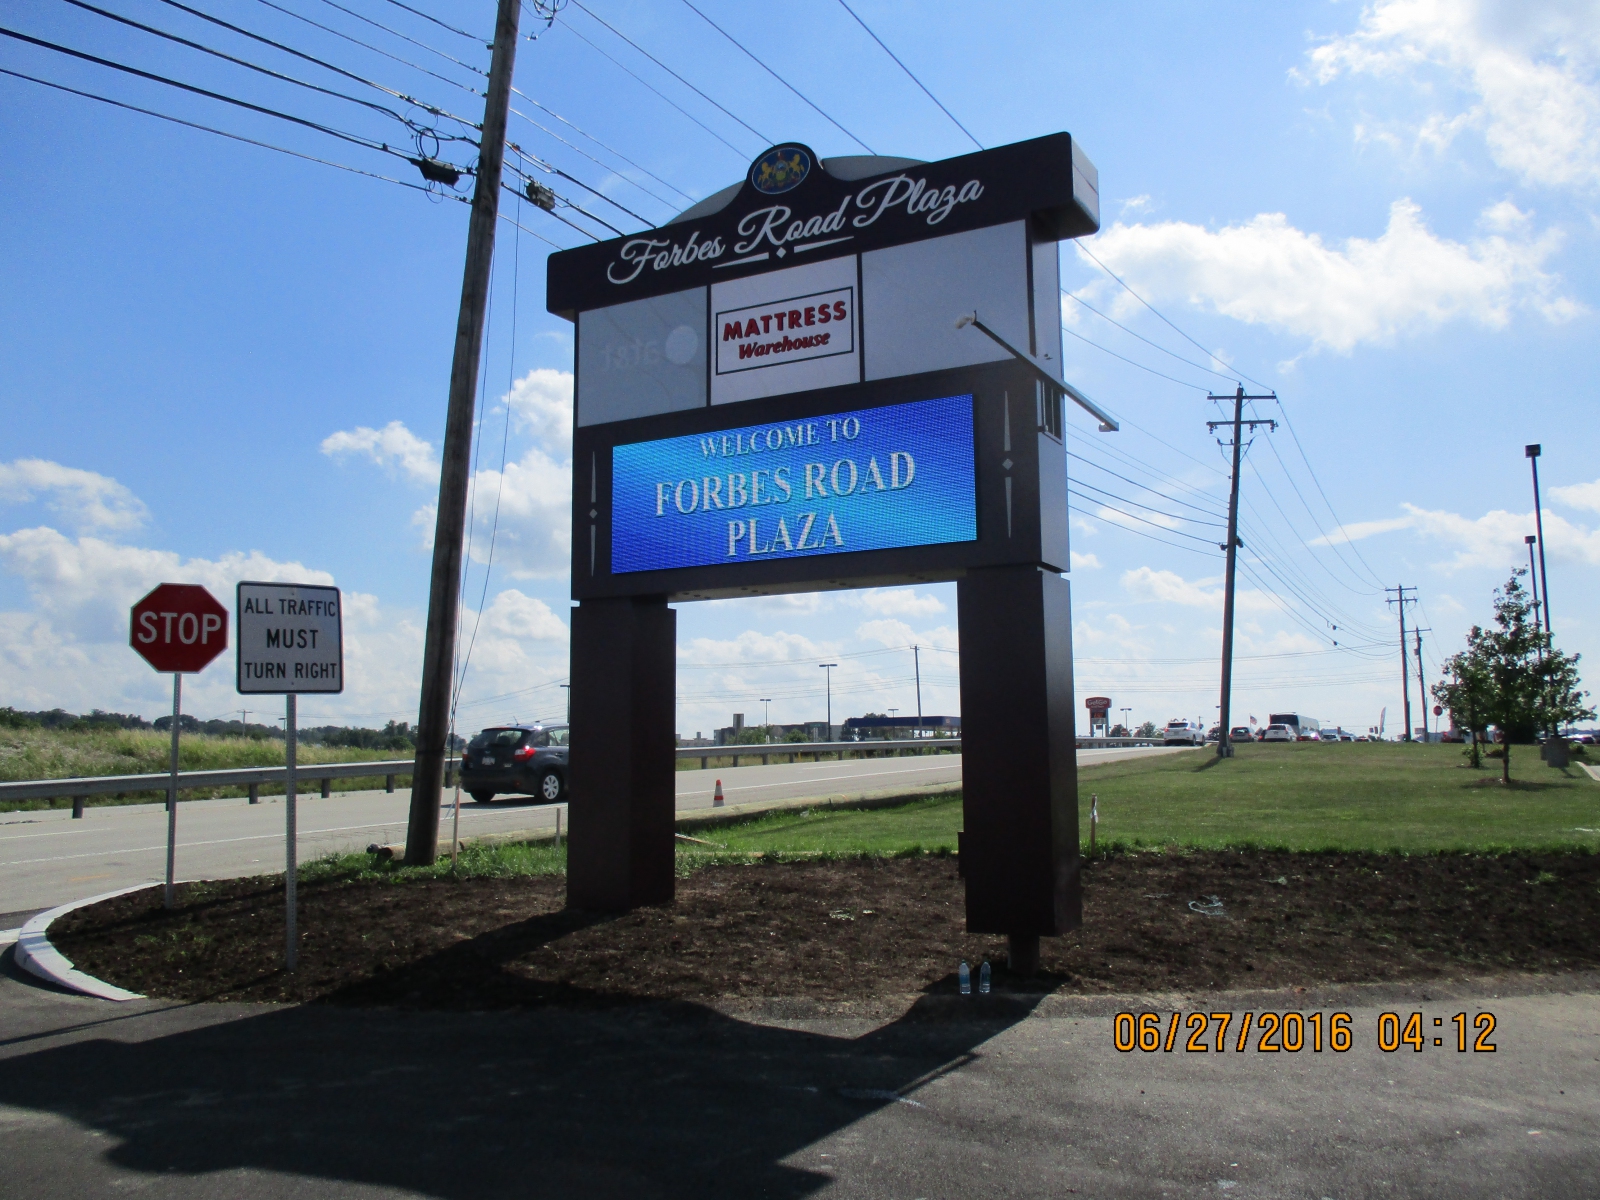 Forbes Road Plaza
at&t
MATTRESS
Warehouse
WELCOME TO
FORBES ROAD
PLAZA
STOP
ALL TRAFFIC
MUST
TURN RIGHT
06/27/2016 04:12